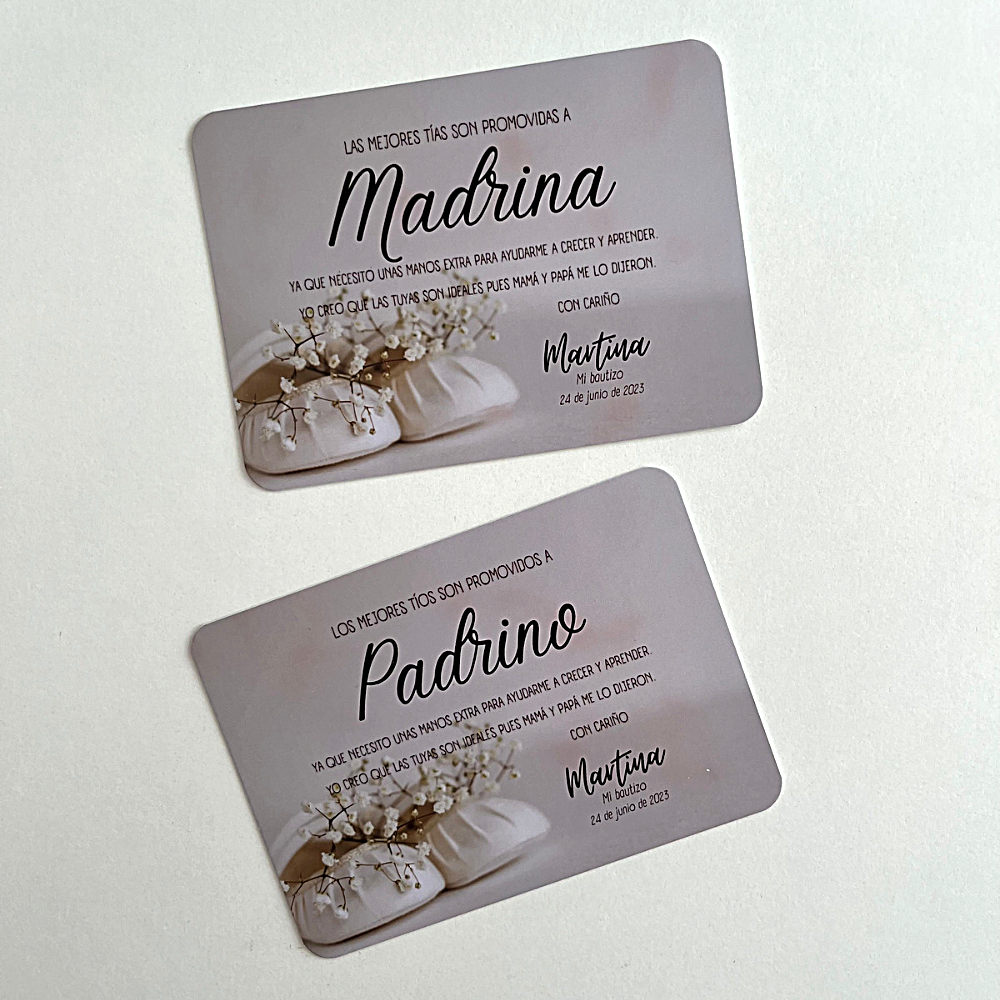 LAS MEJORES TÍAS SON PROMOVIDAS A
Madrina
YA QUE NECESITO UNAS MANOS EXTRA PARA AYUDARME A CRECER Y APRENDER.
YO CREO QUE LAS TUYAS SON IDEALES PUES MAMÁ Y PAPÁ ME LO DIJERON.
CON CARIÑO
Martina
Mi bautizo
24 de junio de 2023
LOS MEJORES TÍOS SON PROMOVIDOS A
Padrino
YA QUE NECESITO UNAS MANOS EXTRA PARA AYUDARME A CRECER Y APRENDER.
YO CREO QUE LAS TUYAS SON IDEALES PUES MAMÁ Y PAPÁ ME LO DIJERON.
CON CARIÑO
Martina
Mi bautizo
24 de junio de 2023